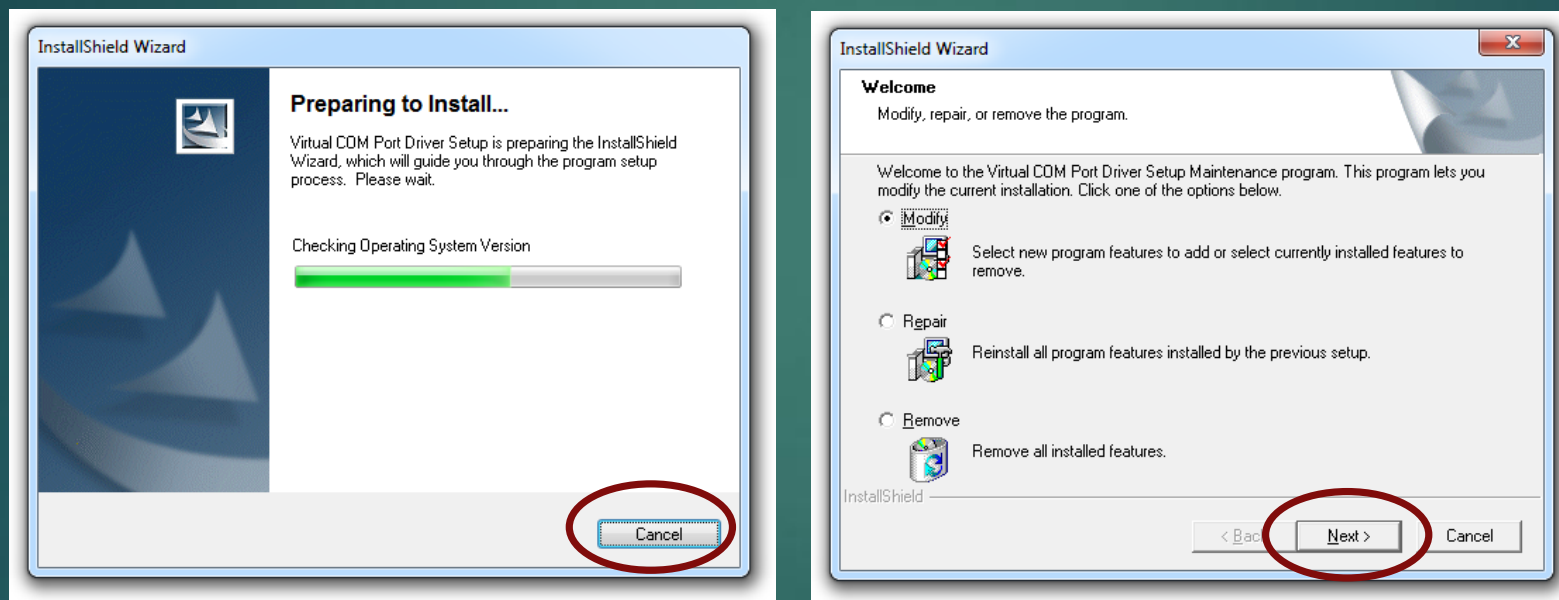 InstallShield Wizard
Preparing to Install...
Virtual COM Port Driver Setup is preparing the InstallShield
Wizard, which will guide you through the program setup
process. Please wait.
Checking Operating System Version
Cancel
InstallShield Wizard
Welcome
Modify, repair, or remove the program.
Welcome to the Virtual COM Port Driver Setup Maintenance program. This program lets you
modify the current installation. Click one of the options below.
Modify
Select new program features to add or select currently installed features to
remove.
Repair
Reinstall all program features installed by the previous setup.
Remove
Remove all installed features.
InstallShield
< Bac Next > Cancel